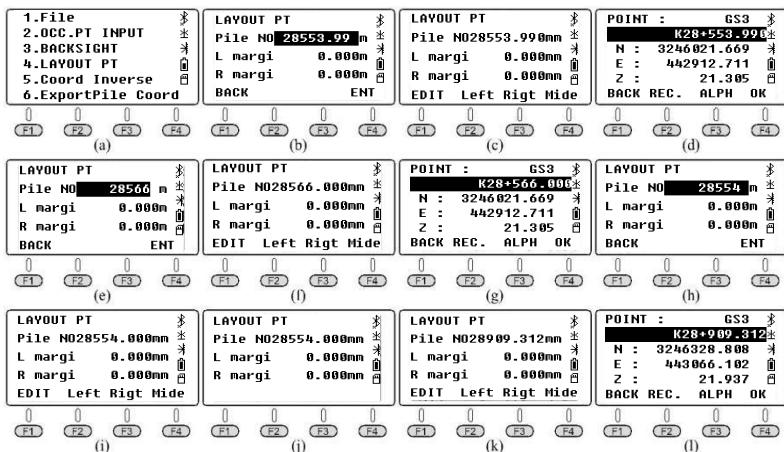 1.File
2.OCC.PT INPUT
3.BACKSIGHT
4.LAYOUT PT
5.Coord Inverse
6.ExportPile Coord
F1 F2 F3 F4
(a)
LAYOUT PT
Pile NO 28553.99 m
L margi 0.000m
R margi 0.000m
BACK ENT
F1 F2 F3 F4
(b)
LAYOUT PT
Pile NO28553.990mm
L margi 0.000mm
R margi 0.000mm
EDIT Left Rigt Mide
F1 F2 F3 F4
(c)
POINT : GS3
K28+553.990
N : 3246021.669
E : 442912.711
Z : 21.305
BACK REC. ALPH OK
F1 F2 F3 F4
(d)
LAYOUT PT
Pile NO 28566 m
L margi 0.000m
R margi 0.000m
BACK ENT
F1 F2 F3 F4
(e)
LAYOUT PT
Pile NO28566.000mm
L margi 0.000mm
R margi 0.000mm
EDIT Left Rigt Mide
F1 F2 F3 F4
(f)
POINT : GS3
K28+566.000
N : 3246021.669
E : 442912.711
Z : 21.305
BACK REC. ALPH OK
F1 F2 F3 F4
(g)
LAYOUT PT
Pile NO 28554 m
L margi 0.000m
R margi 0.000m
BACK ENT
F1 F2 F3 F4
(h)
LAYOUT PT
Pile NO28554.000mm
L margi 0.000mm
R margi 0.000mm
EDIT Left Rigt Mide
F1 F2 F3 F4
(i)
LAYOUT PT
Pile NO28554.000mm
L margi 0.000mm
R margi 0.000mm
F1 F2 F3 F4
(j)
LAYOUT PT
Pile NO28909.312mm
L margi 0.000mm
R margi 0.000mm
EDIT Left Rigt Mide
F1 F2 F3 F4
(k)
POINT : GS3
K28+909.312
N : 3246328.808
E : 443066.102
Z : 21.937
BACK REC. ALPH OK
F1 F2 F3 F4
(l)